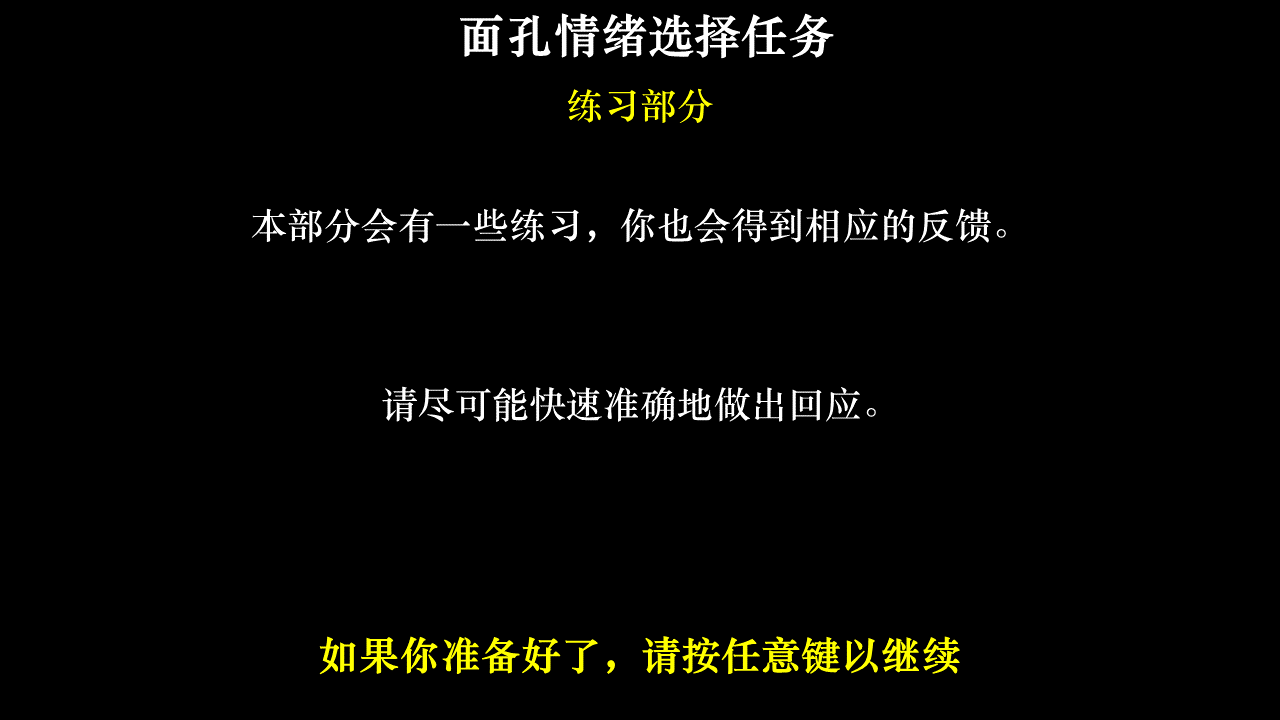 面孔情绪选择任务
练习部分
本部分会有一些练习，你也会得到相应的反馈。
请尽可能快速准确地做出回应。
如果你准备好了，请按任意键以继续